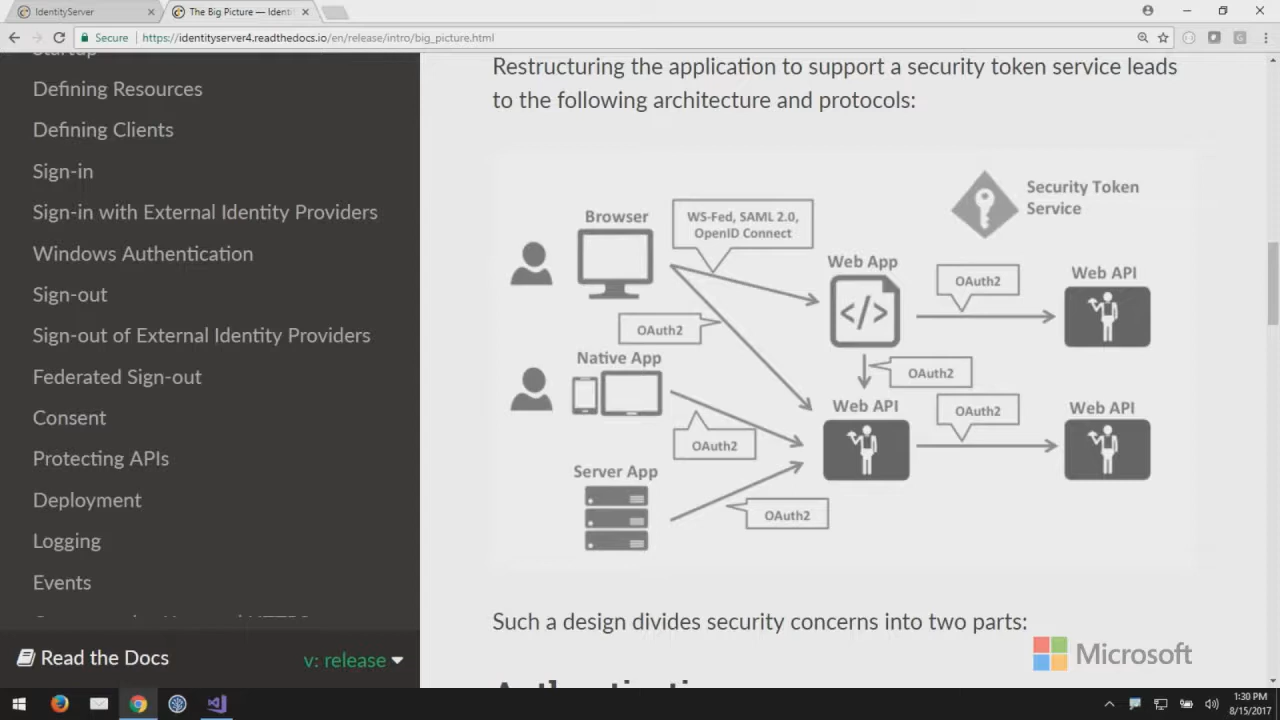 IdentityServer
The Big Picture — Identi
Secure
https://identityserver4.readthedocs.io/en/release/intro/big_picture.html
Startup
Defining Resources
Defining Clients
Sign-in
Sign-in with External Identity Providers
Windows Authentication
Sign-out
Sign-out of External Identity Providers
Federated Sign-out
Consent
Protecting APIs
Deployment
Logging
Events
Read the Docs
v: release
Restructuring the application to support a security token service leads
to the following architecture and protocols:
Security Token
Service
Browser
WS-Fed, SAML 2.0,
OpenID Connect
Web App
OAuth2
Web API
OAuth2
Native App
OAuth2
Web API
OAuth2
Web API
OAuth2
Server App
OAuth2
Such a design divides security concerns into two parts:
Microsoft
1:30 PM
8/15/2017